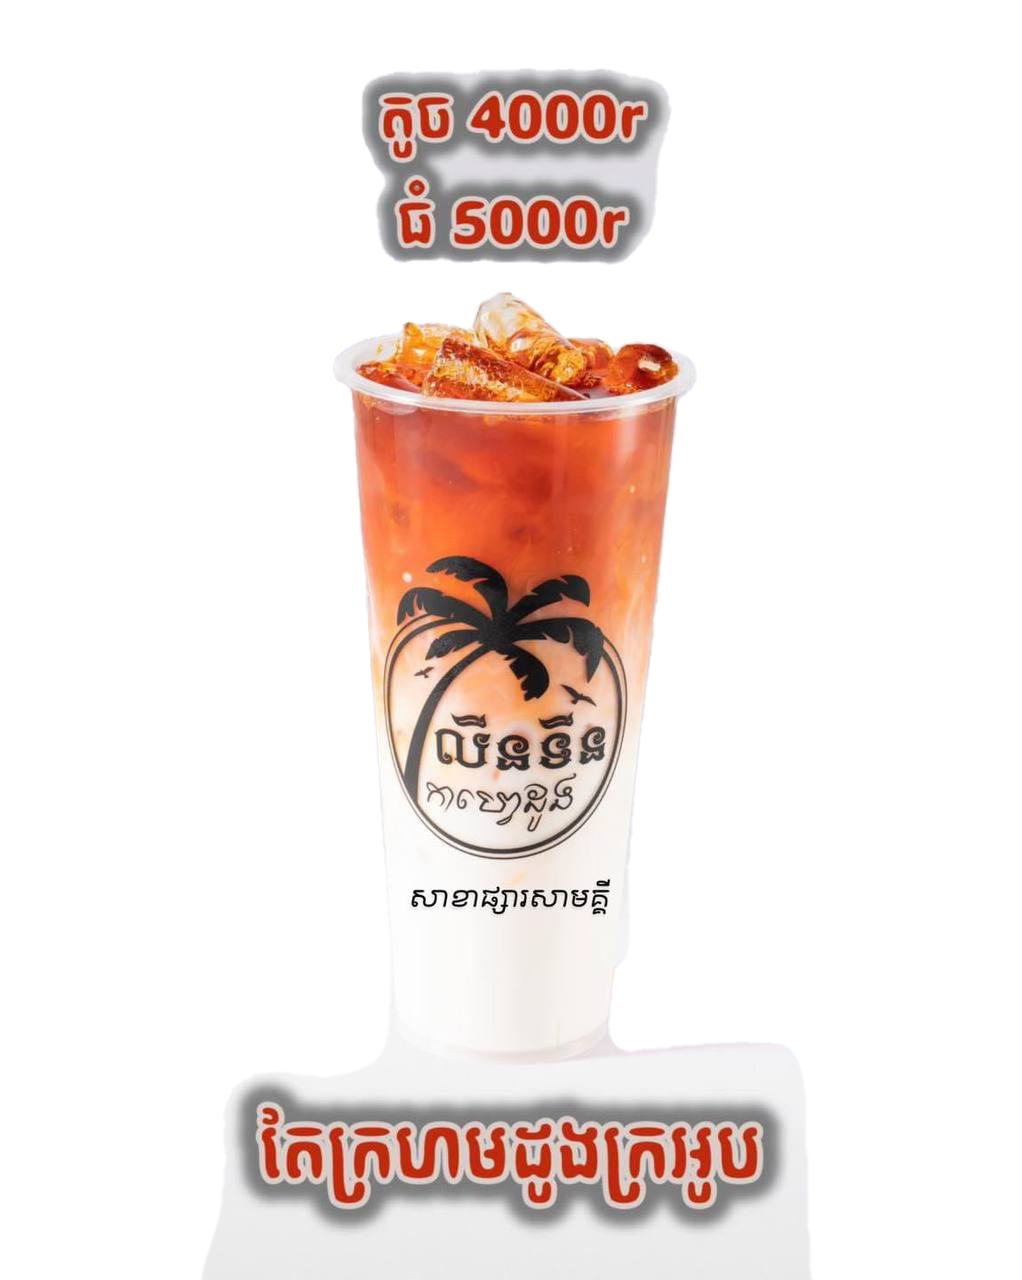 តូច 4000r
ធំ 5000r
លីនទីន
កាហ្វេដូង
សាខាផ្សារសាមគ្គី
តែក្រហមដូងក្រអូប